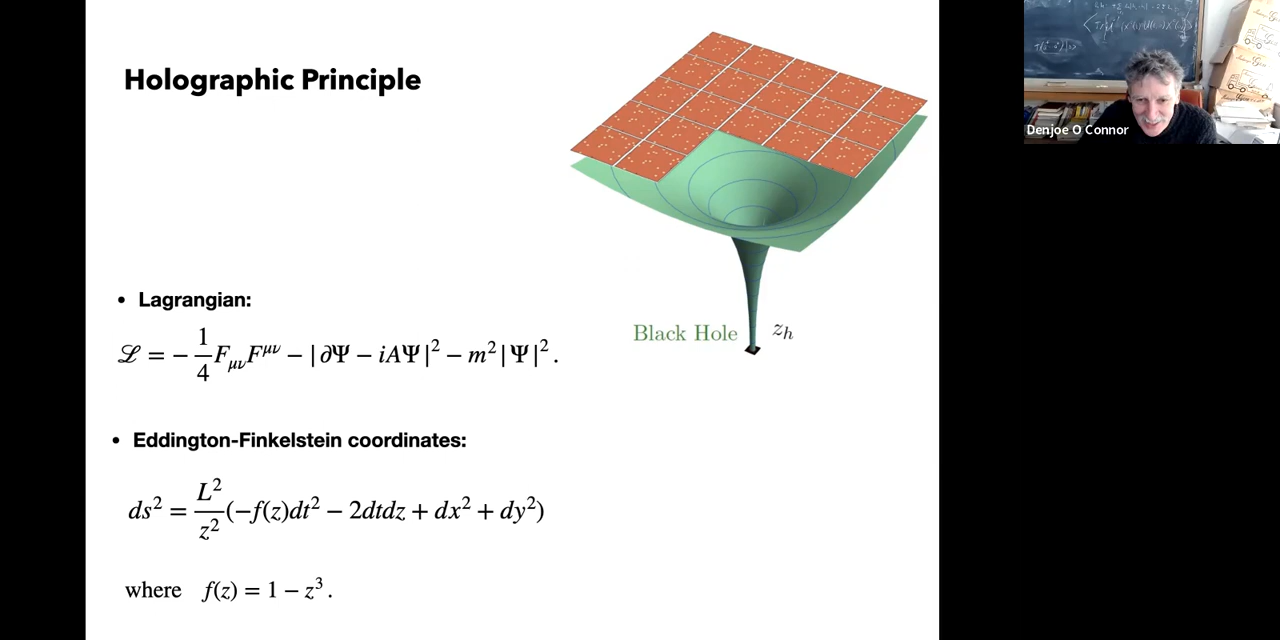 Holographic Principle
Black Hole z_h
• Lagrangian:
ℒ = − 1/4 F_{μν}F^{μν} − |∂Ψ − iAΨ|² − m²|Ψ|² .
• Eddington-Finkelstein coordinates:
ds² = L²/z² (−f(z)dt² − 2dtdz + dx² + dy²)
where f(z) = 1 − z³ .
Denjoe O Connor